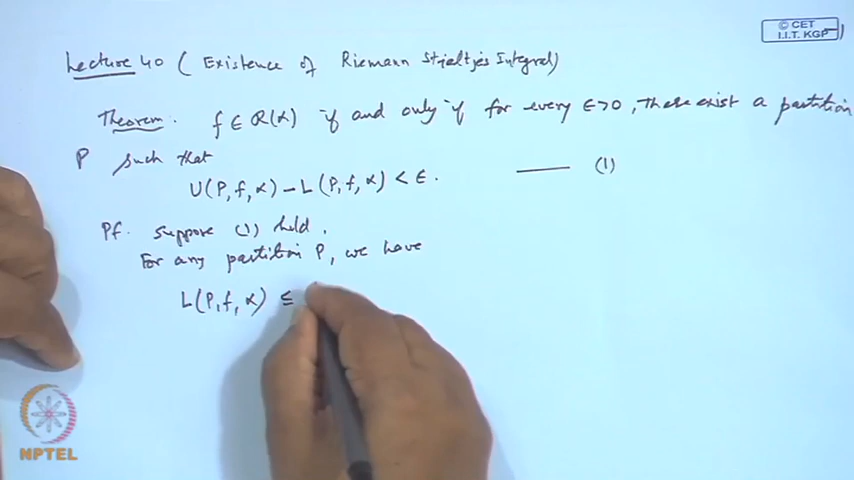 © CET
I.I.T. KGP
Lecture 40 ( Existence of Riemann Stieltjes Integral)
Theorem. f ∈ R(α) if and only if for every ε>0, there exist a partition
P such that
U(P,f,α) - L(P,f,α) < ε. —— (1)
Pf. Suppose (1) hold.
For any partition P, we have
L(P,f,α) ≤
NPTEL